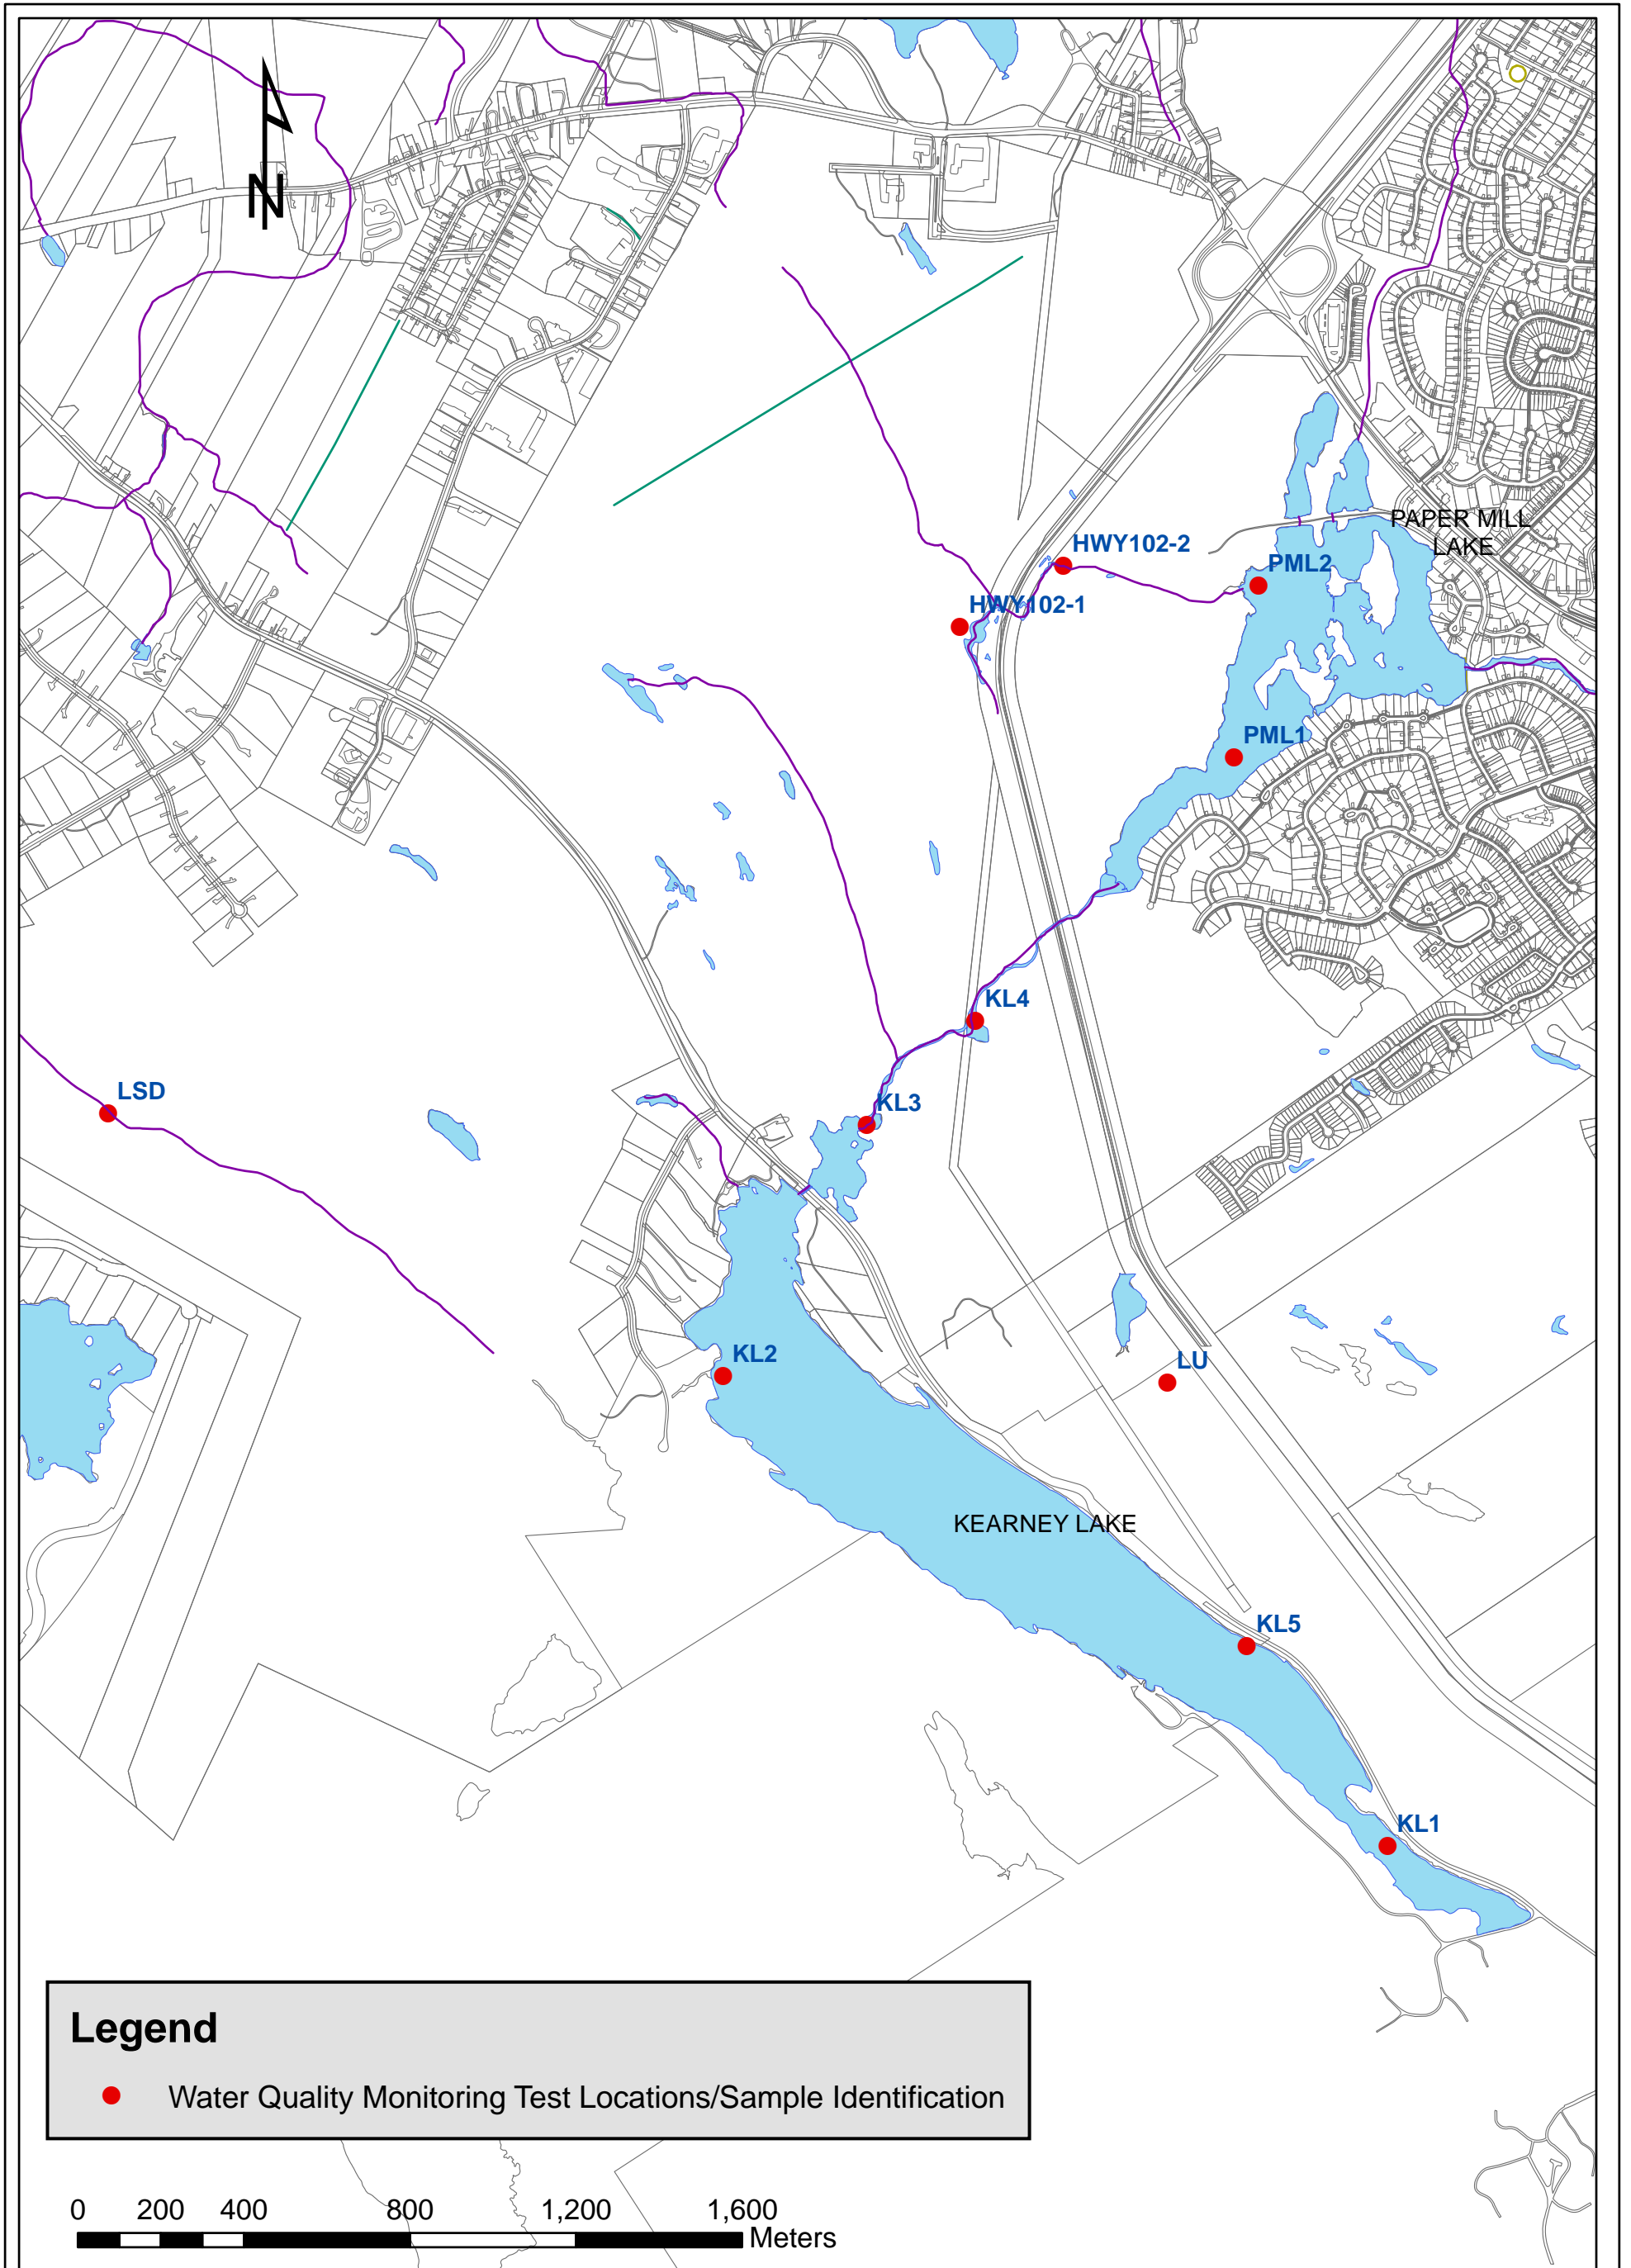 N
HWY102-2
PAPER MILL
LAKE
PML2
HWY102-1
PML1
KL4
LSD
KL3
KL2
LU
KEARNEY LAKE
KL5
KL1
Legend
Water Quality Monitoring Test Locations/Sample Identification
0 200 400 800 1,200 1,600
Meters